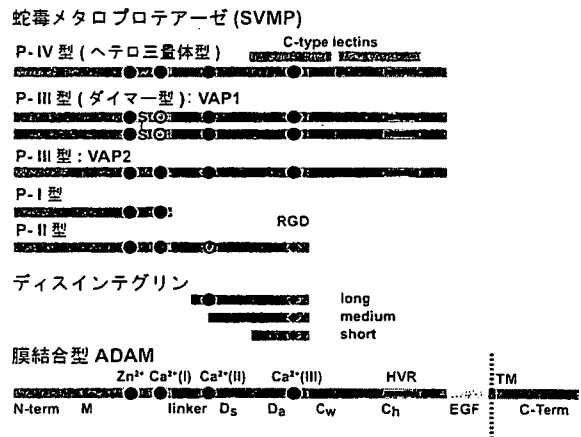 蛇毒メタロプロテアーゼ (SVMP)
P-IV 型 ( ヘテロ三量体型 )
C-type lectins
P-III 型 ( ダイマー型 ): VAP1
P-III 型 : VAP2
P-I 型
P-II 型
RGD
ディスインテグリン
long
medium
short
膜結合型 ADAM
Zn²⁺ Ca²⁺(I) Ca²⁺(II) Ca²⁺(III) HVR TM
N-term M linker Ds Da Cw Ch EGF C-Term